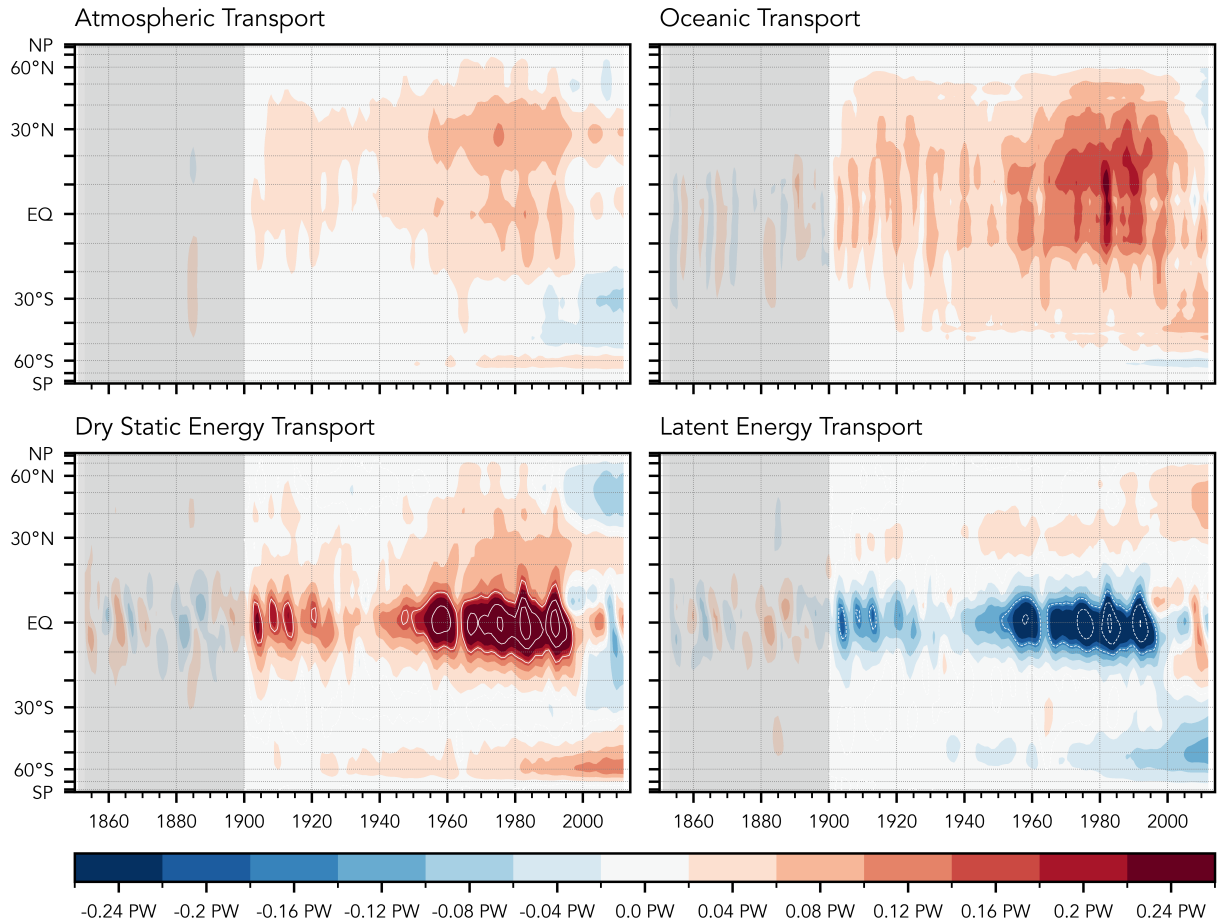 Atmospheric Transport
Oceanic Transport
NP
60°N
30°N
EQ
30°S
60°S
SP
Dry Static Energy Transport
Latent Energy Transport
NP
60°N
30°N
EQ
30°S
60°S
SP
1860 1880 1900 1920 1940 1960 1980 2000
1860 1880 1900 1920 1940 1960 1980 2000
-0.24 PW -0.2 PW -0.16 PW -0.12 PW -0.08 PW -0.04 PW 0.0 PW 0.04 PW 0.08 PW 0.12 PW 0.16 PW 0.2 PW 0.24 PW